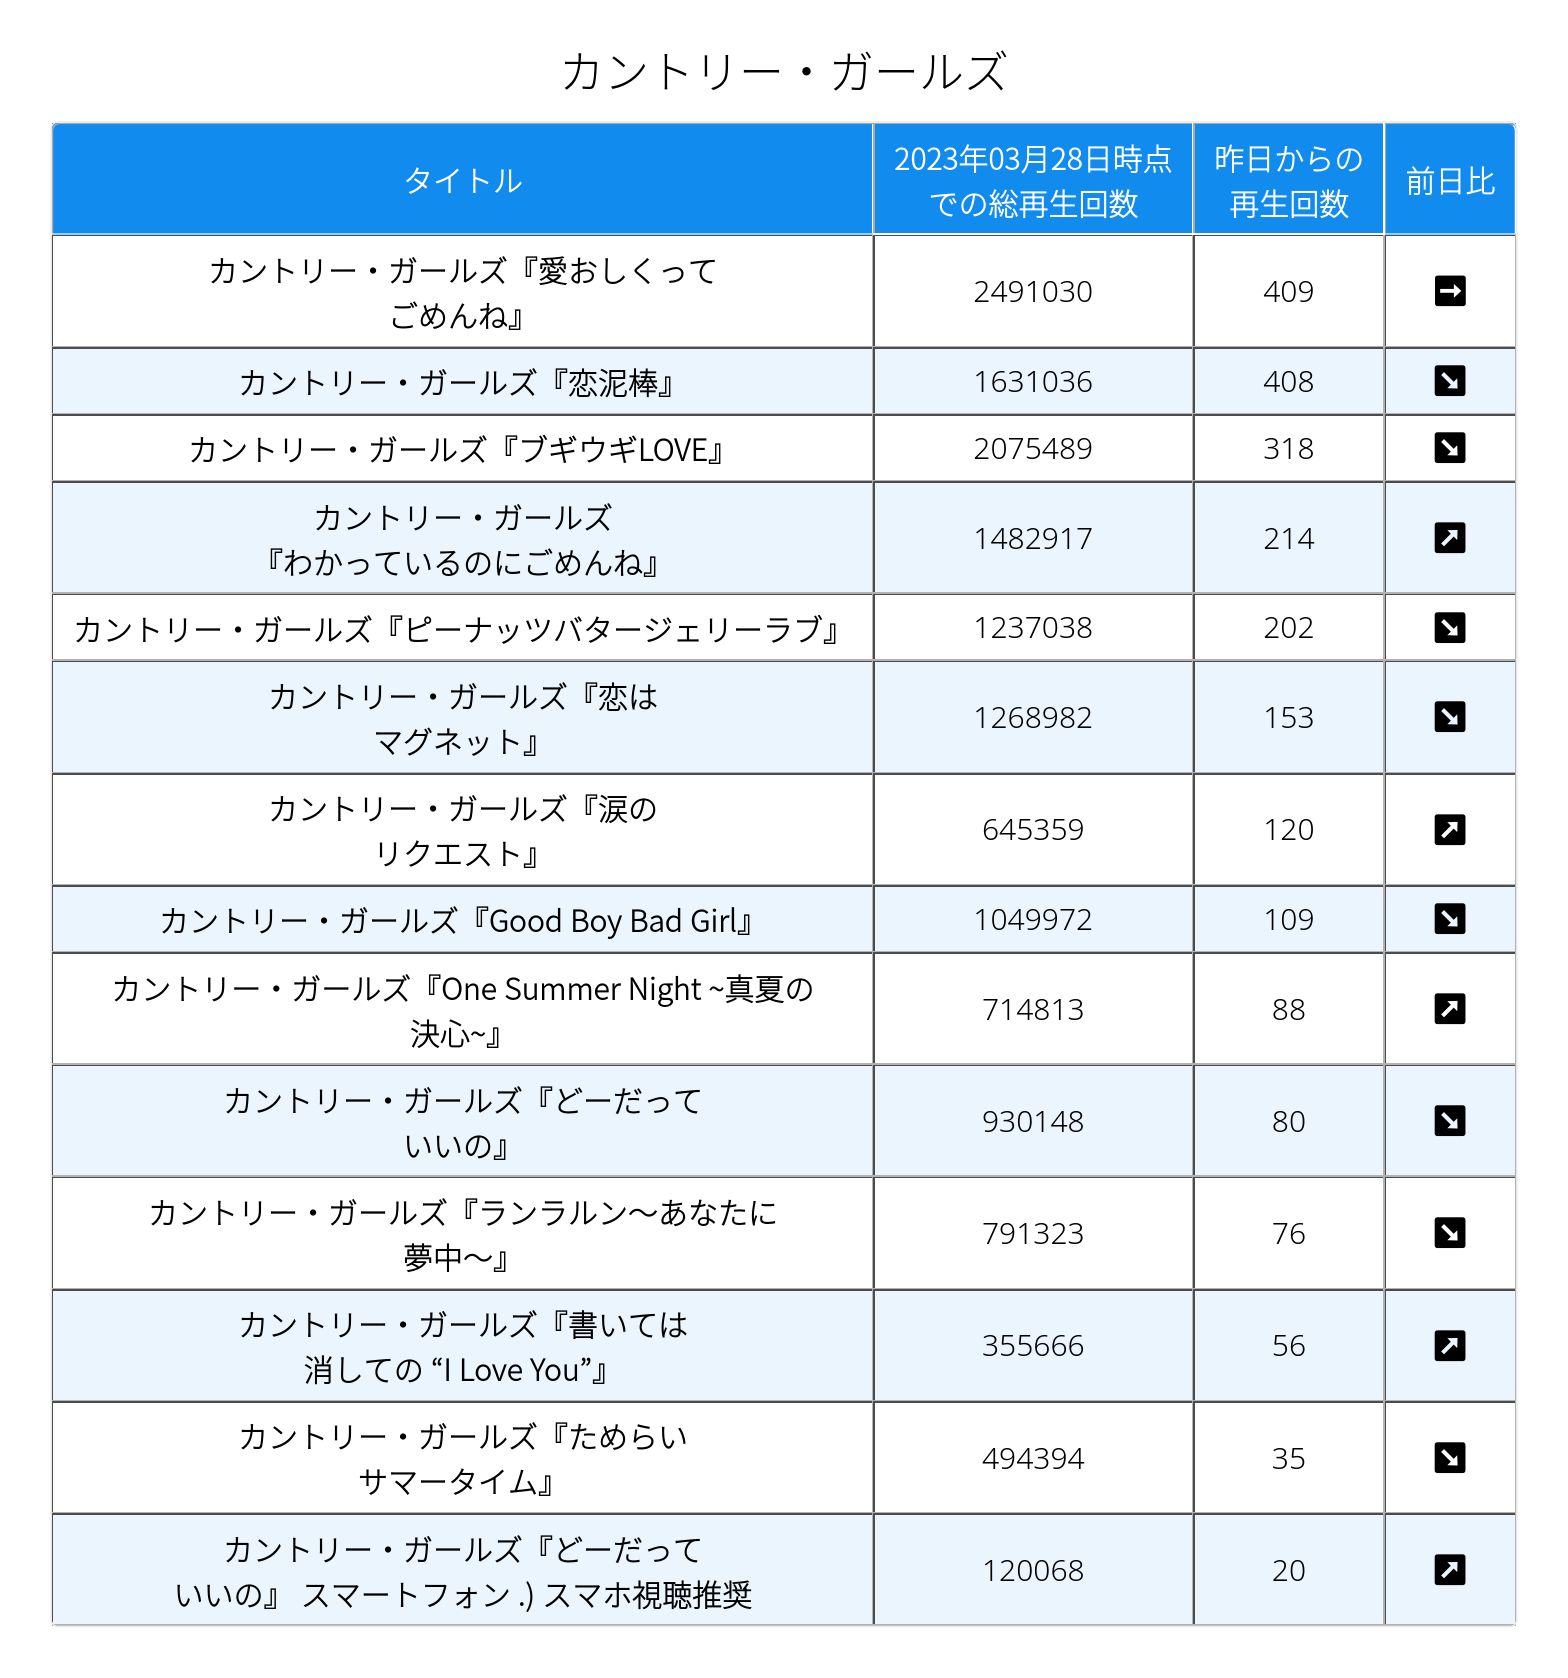 カントリー・ガールズ
タイトル
2023年03月28日時点
での総再生回数
昨日からの
再生回数
前日比
カントリー・ガールズ『愛おしくって
ごめんね』
2491030
409
カントリー・ガールズ『恋泥棒』
1631036
408
カントリー・ガールズ『ブギウギLOVE』
2075489
318
カントリー・ガールズ
『わかっているのにごめんね』
1482917
214
カントリー・ガールズ『ピーナッツバタージェリーラブ』
1237038
202
カントリー・ガールズ『恋は
マグネット』
1268982
153
カントリー・ガールズ『涙の
リクエスト』
645359
120
カントリー・ガールズ『Good Boy Bad Girl』
1049972
109
カントリー・ガールズ『One Summer Night ~真夏の
決心~』
714813
88
カントリー・ガールズ『どーだって
いいの』
930148
80
カントリー・ガールズ『ランラルン〜あなたに
夢中〜』
791323
76
カントリー・ガールズ『書いては
消しての “I Love You”』
355666
56
カントリー・ガールズ『ためらい
サマータイム』
494394
35
カントリー・ガールズ『どーだって
いいの』 スマートフォン .) スマホ視聴推奨
120068
20